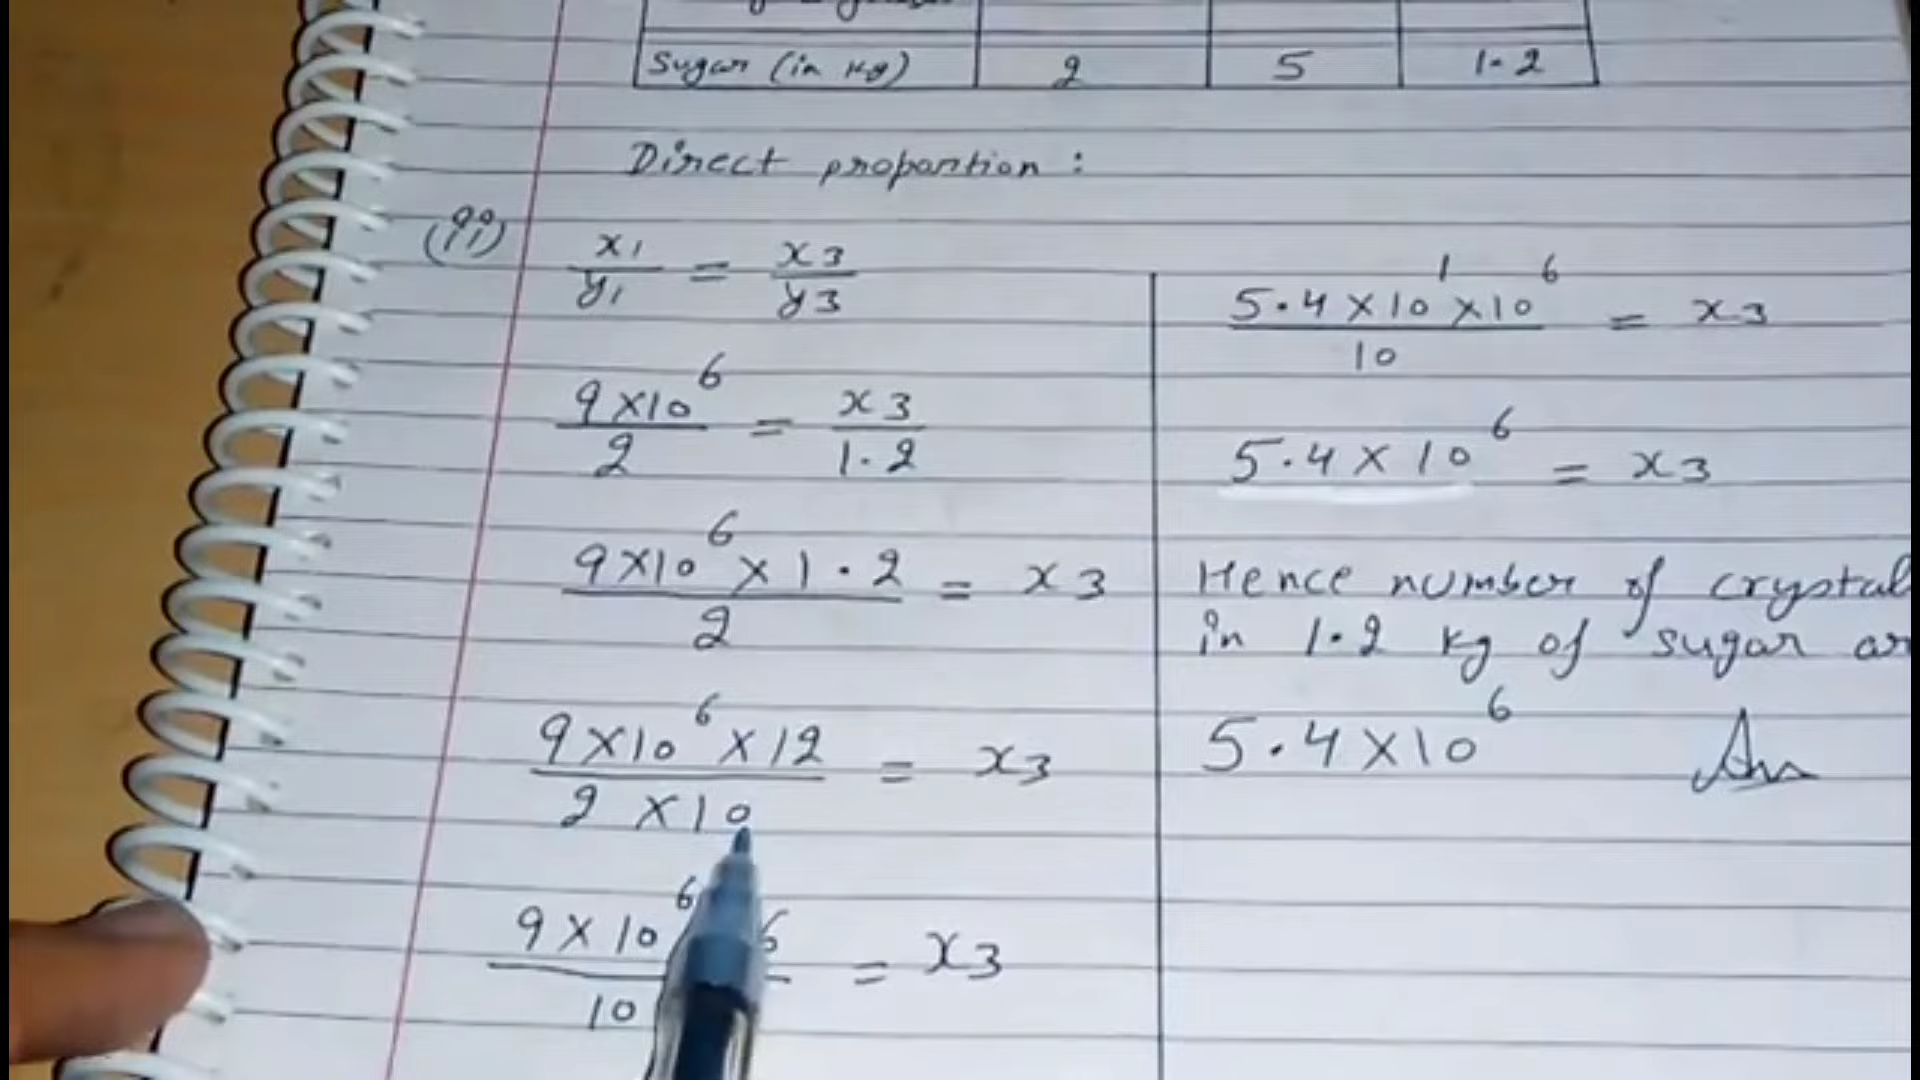 Sugar (in kg) 2 5 1.2
Direct proportion :
(ii) x1/y1 = x3/y3
9×10^6/2 = x3/1.2
9×10^6×1.2/2 = x3
9×10^6×12/2×10 = x3
9×10^6 6/10 = x3
5.4×10^1×10^6/10 = x3
5.4×10^6 = x3
Hence number of crystal
in 1.2 kg of sugar ar
5.4×10^6 Ans